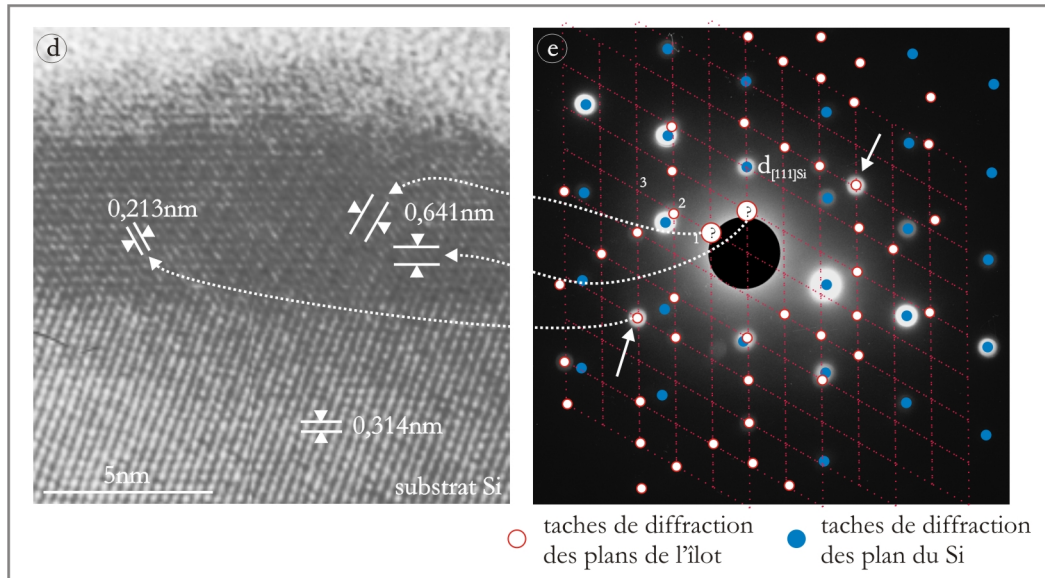 d
e
d[111]Si
3
0,213nm
0,641nm
2
?
1
?
0,314nm
5nm
substrat Si
taches de diffraction
des plans de l'îlot
taches de diffraction
des plan du Si